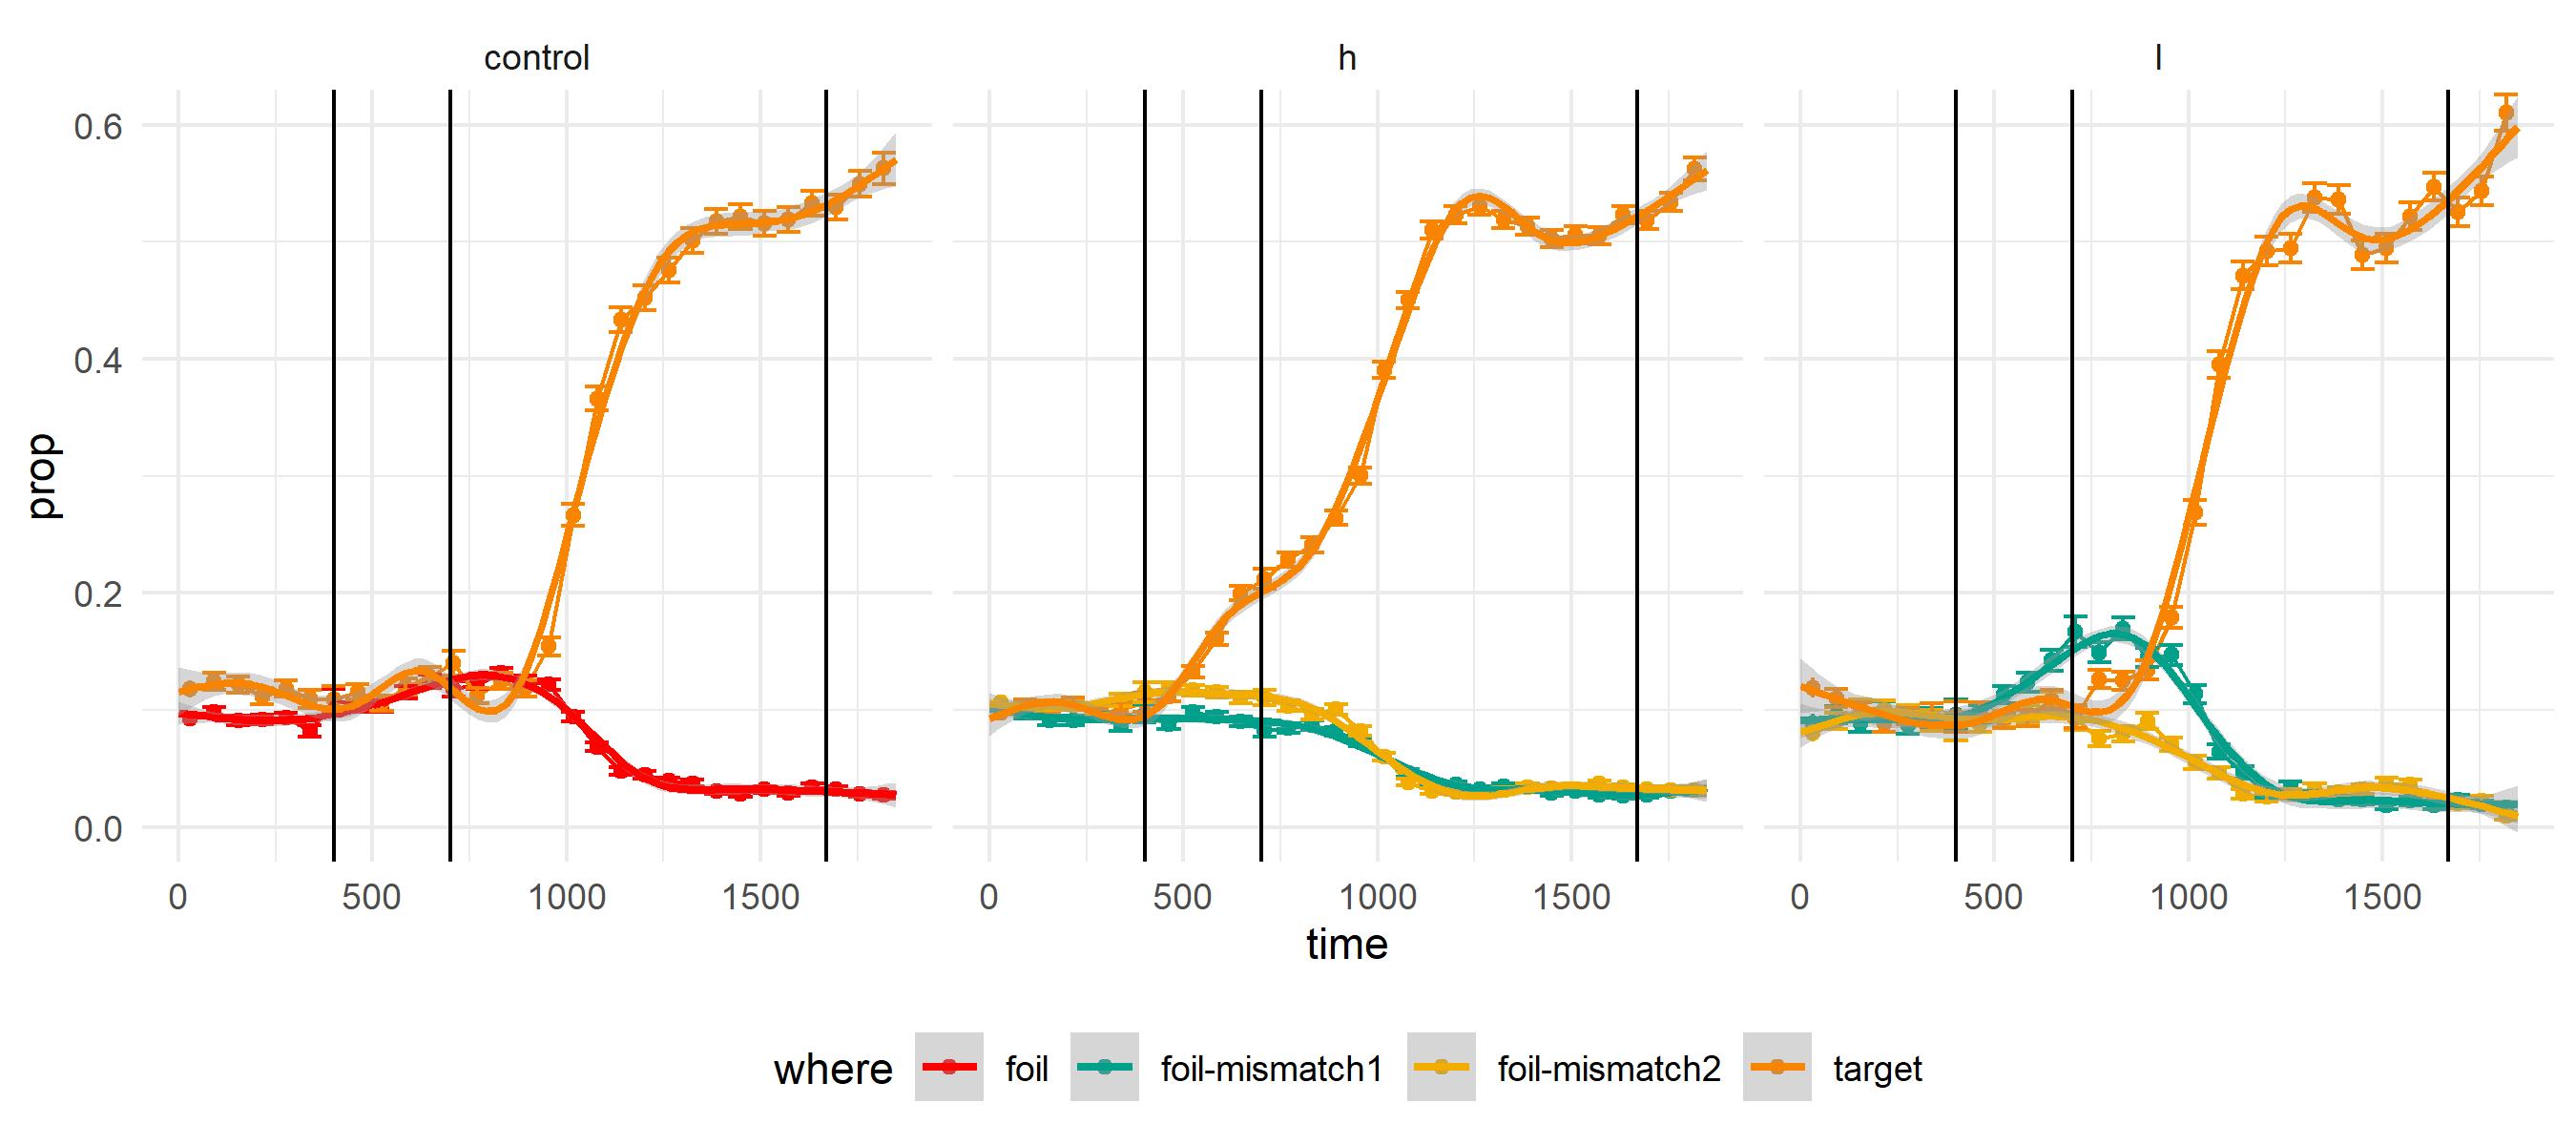 control h l
0.6
0.4
0.2
0.0
prop
0 500 1000 1500 0 500 1000 1500 0 500 1000 1500
time
where foil foil-mismatch1 foil-mismatch2 target